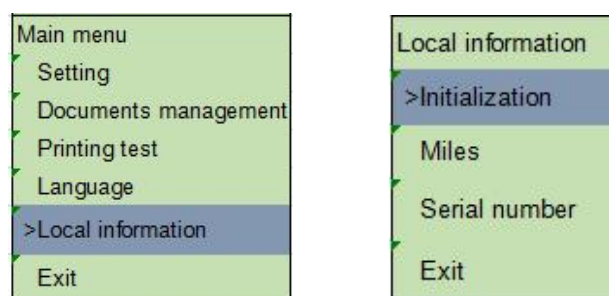 Main menu
Setting
Documents management
Printing test
Language
>Local information
Exit
Local information
>Initialization
Miles
Serial number
Exit